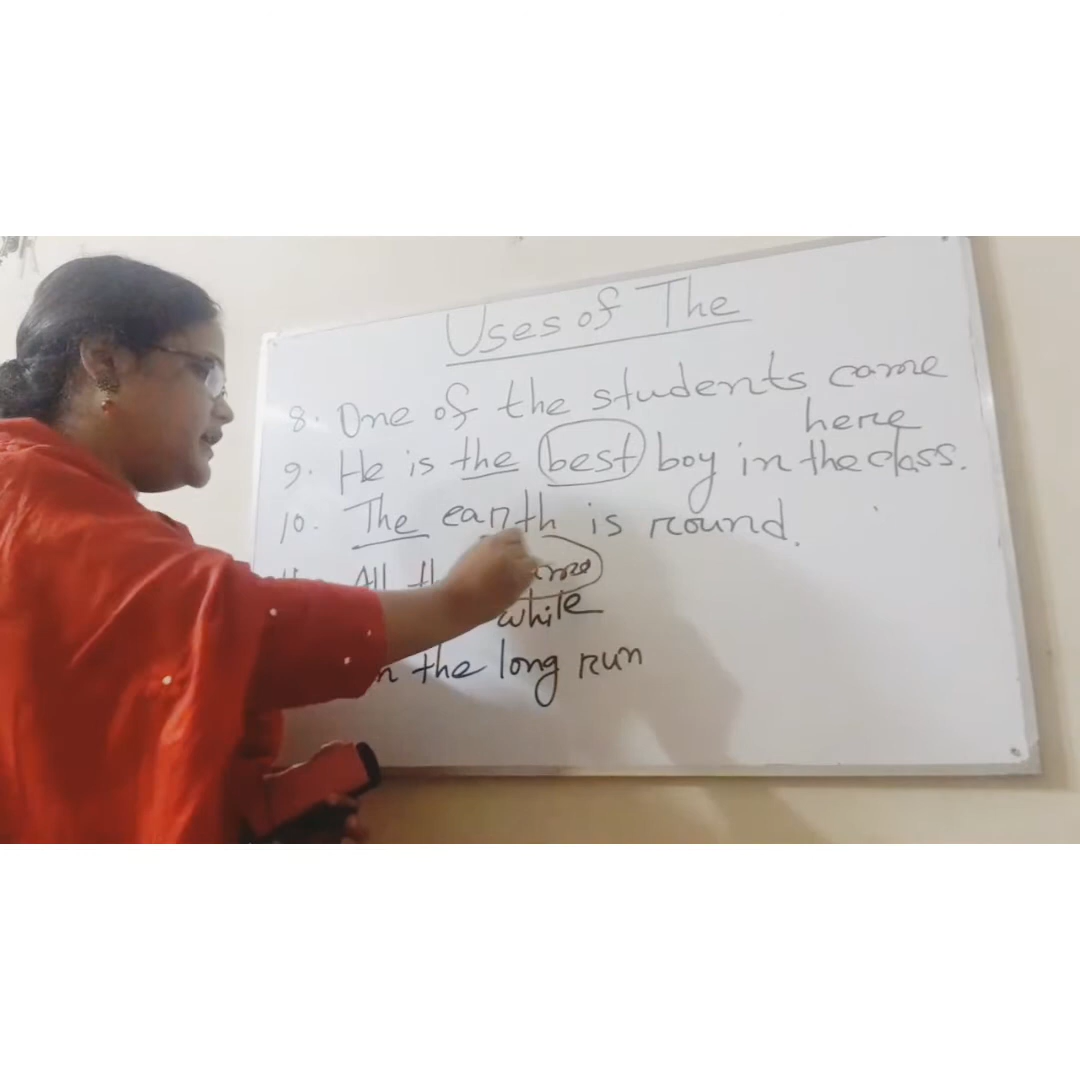 Uses of The
8. One of the students came
here
9. He is the best boy in the class.
10. The earth is round.
All
while
the long run